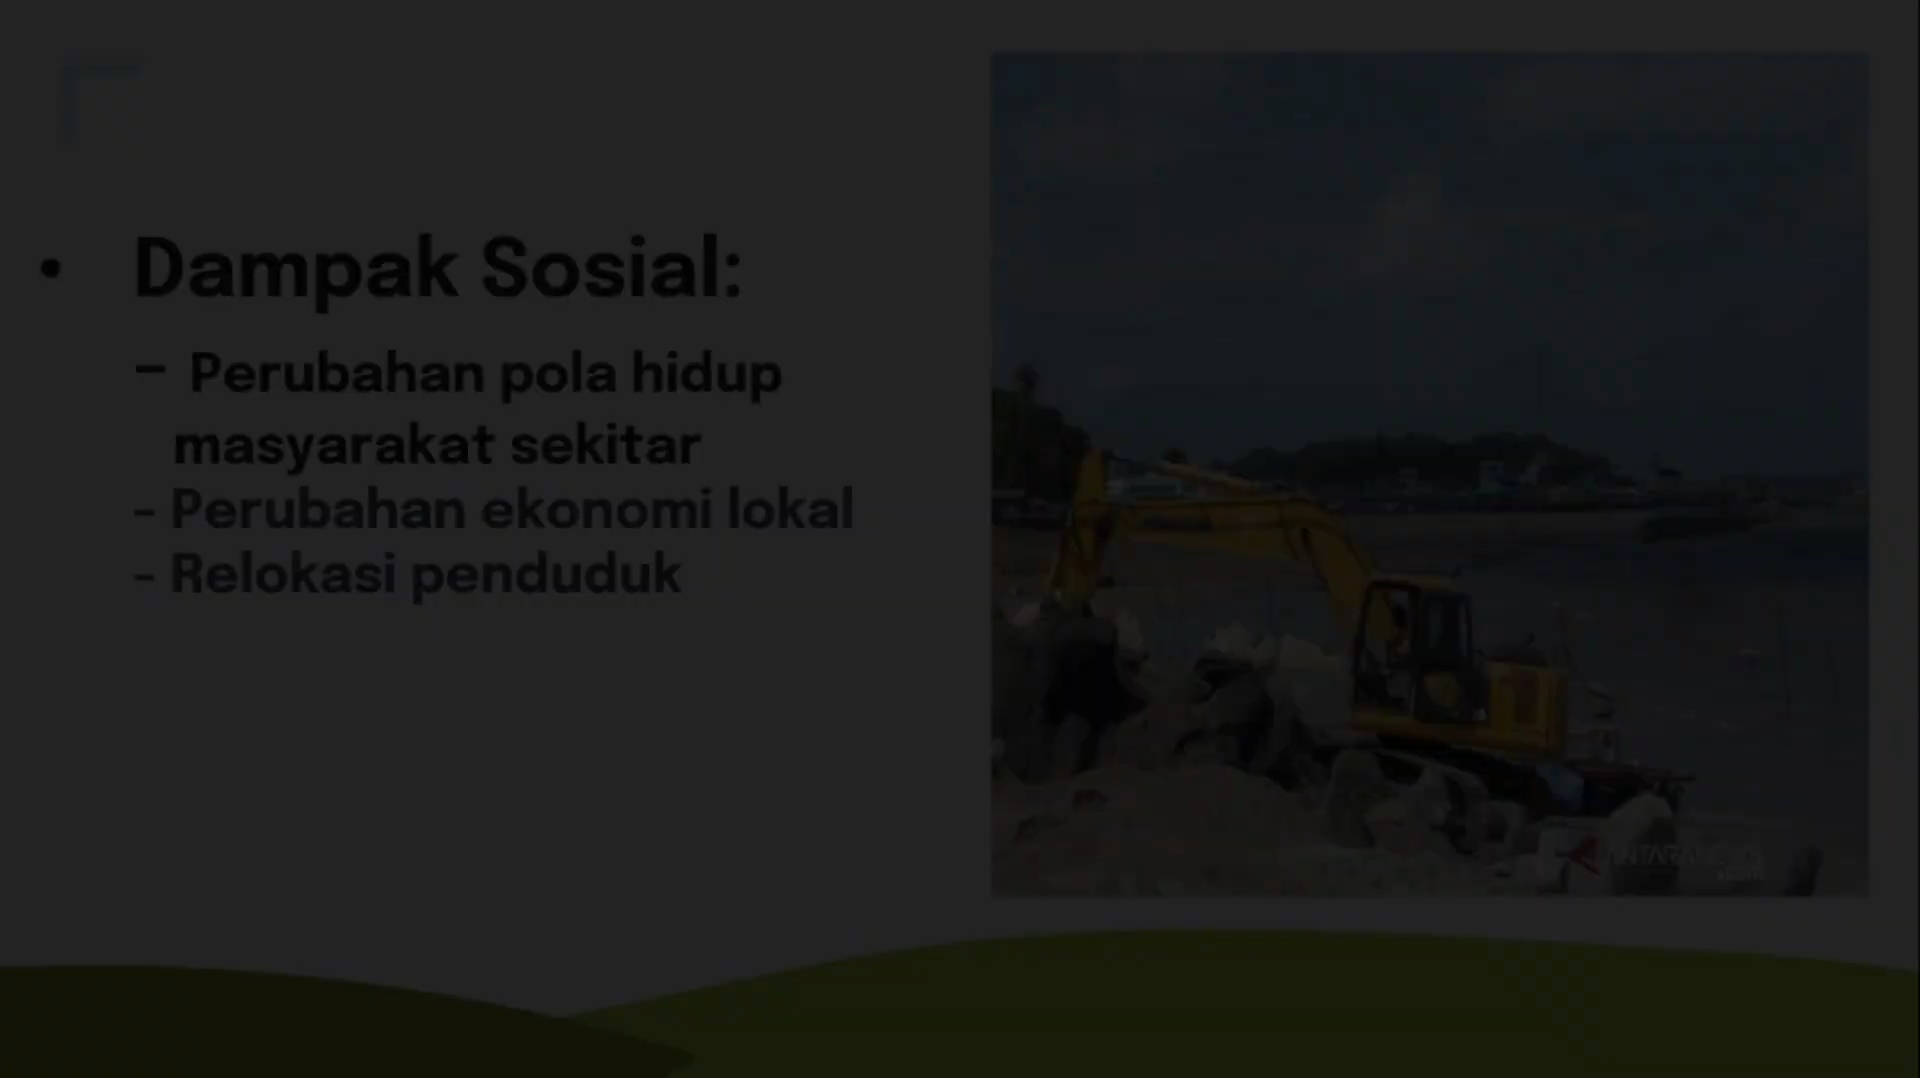 • Dampak Sosial:
– Perubahan pola hidup
masyarakat sekitar
- Perubahan ekonomi lokal
- Relokasi penduduk